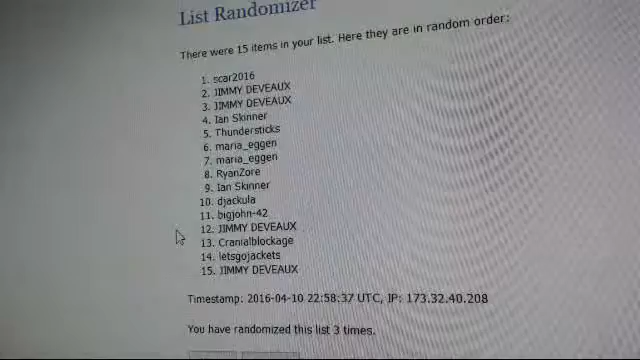 List Randomizer
There were 15 items in your list. Here they are in random order:
1. scar2016
2. JIMMY DEVEAUX
3. JIMMY DEVEAUX
4. Ian Skinner
5. Thundersticks
6. maria_eggen
7. maria_eggen
8. RyanZore
9. Ian Skinner
10. djackula
11. bigjohn-42
12. JIMMY DEVEAUX
13. Cranialblockage
14. letsgojackets
15. JIMMY DEVEAUX
Timestamp: 2016-04-10 22:58:37 UTC, IP: 173.32.40.208
You have randomized this list 3 times.